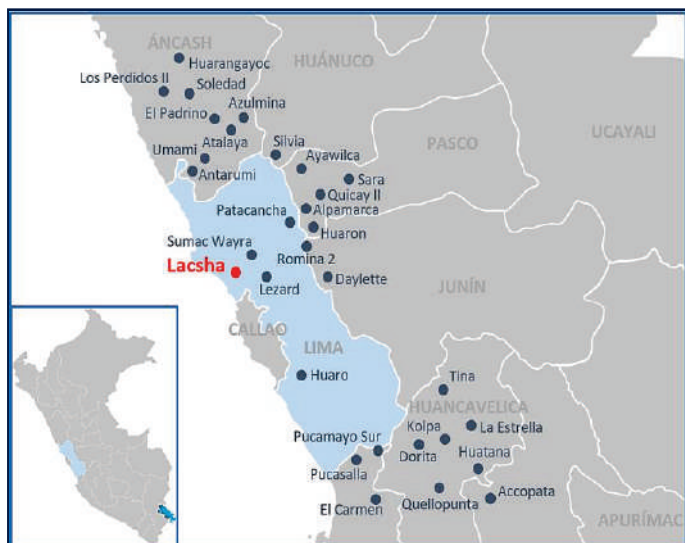 ÁNCASH
Huarangayoc
HUÁNUCO
Los Perdidos II
Soledad
El Padrino
Azulmina
UCAYALI
Atalaya
Silvia
PASCO
Umami
Ayawilca
Antarumi
Sara
Quicay II
Alpamarca
Patacancha
Huaron
Sumac Wayra
Romina 2
Lacsha
Daylette
Lezard
JUNÍN
CALLAO
LIMA
Huaro
Tina
HUANCAVELICA
Pucamayo Sur
Kolpa
La Estrella
Dorita
Huatana
Pucasalla
El Carmen
Quellopunta
Accopata
APURÍMAC